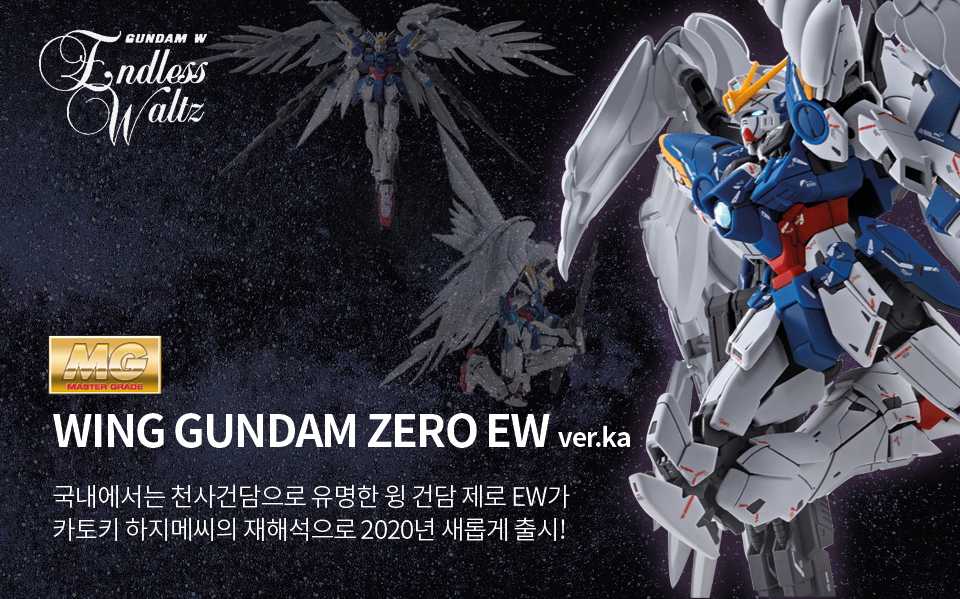 GUNDAM W
Endless
Waltz
MG
MASTER GRADE
WING GUNDAM ZERO EW ver.ka
국내에서는 천사건담으로 유명한 윙 건담 제로 EW가
카토키 하지메씨의 재해석으로 2020년 새롭게 출시!